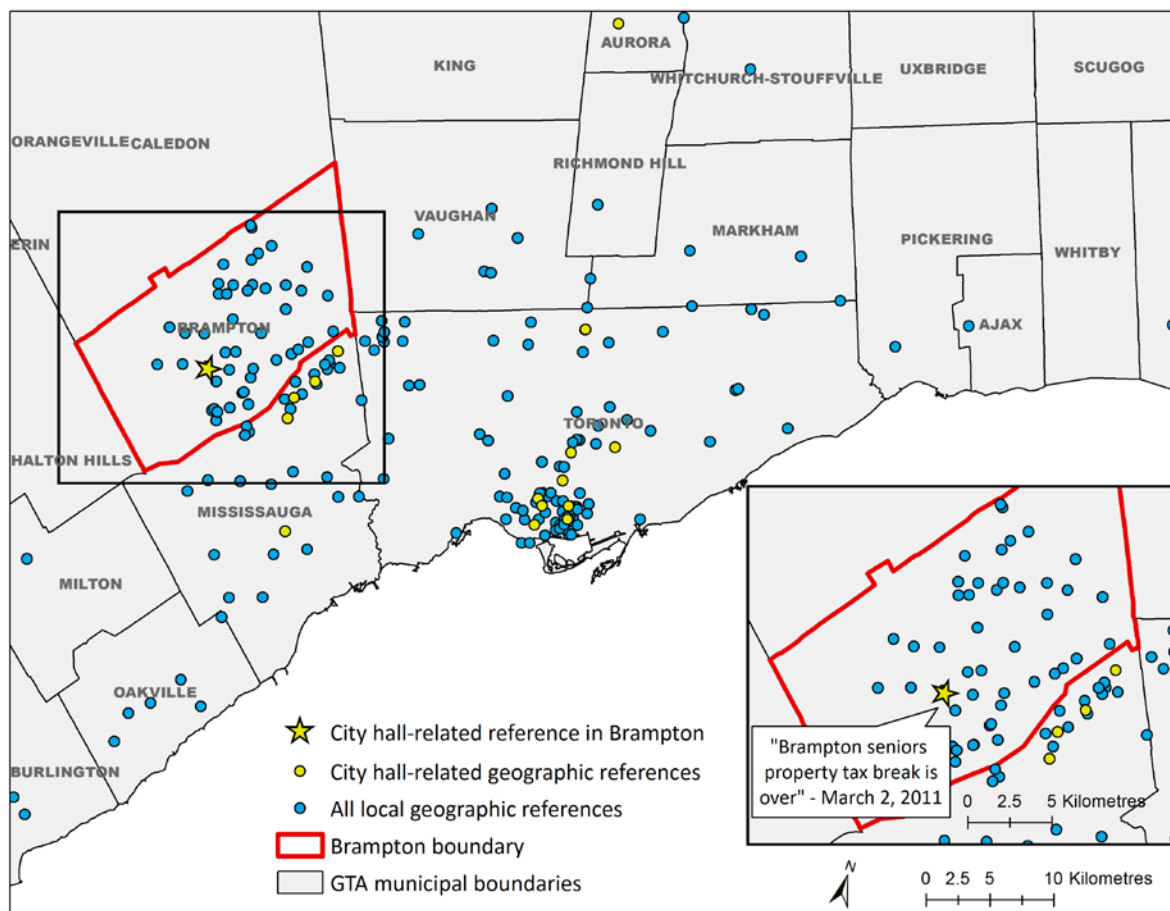 AURORA
KING
WHITCHURCH-STOUFFVILLE
UXBRIDGE
SCUGOG
ORANGEVILLE
CALEDON
RICHMOND HILL
VAUGHAN
MARKHAM
ERIN
PICKERING
WHITBY
BRAMPTON
AJAX
TORONTO
HALTON HILLS
MISSISSAUGA
MILTON
OAKVILLE
BURLINGTON
City hall-related reference in Brampton
City hall-related geographic references
All local geographic references
Brampton boundary
GTA municipal boundaries
"Brampton seniors
property tax break is
over" - March 2, 2011
0 2.5 5 Kilometres
N
0 2.5 5 10 Kilometres